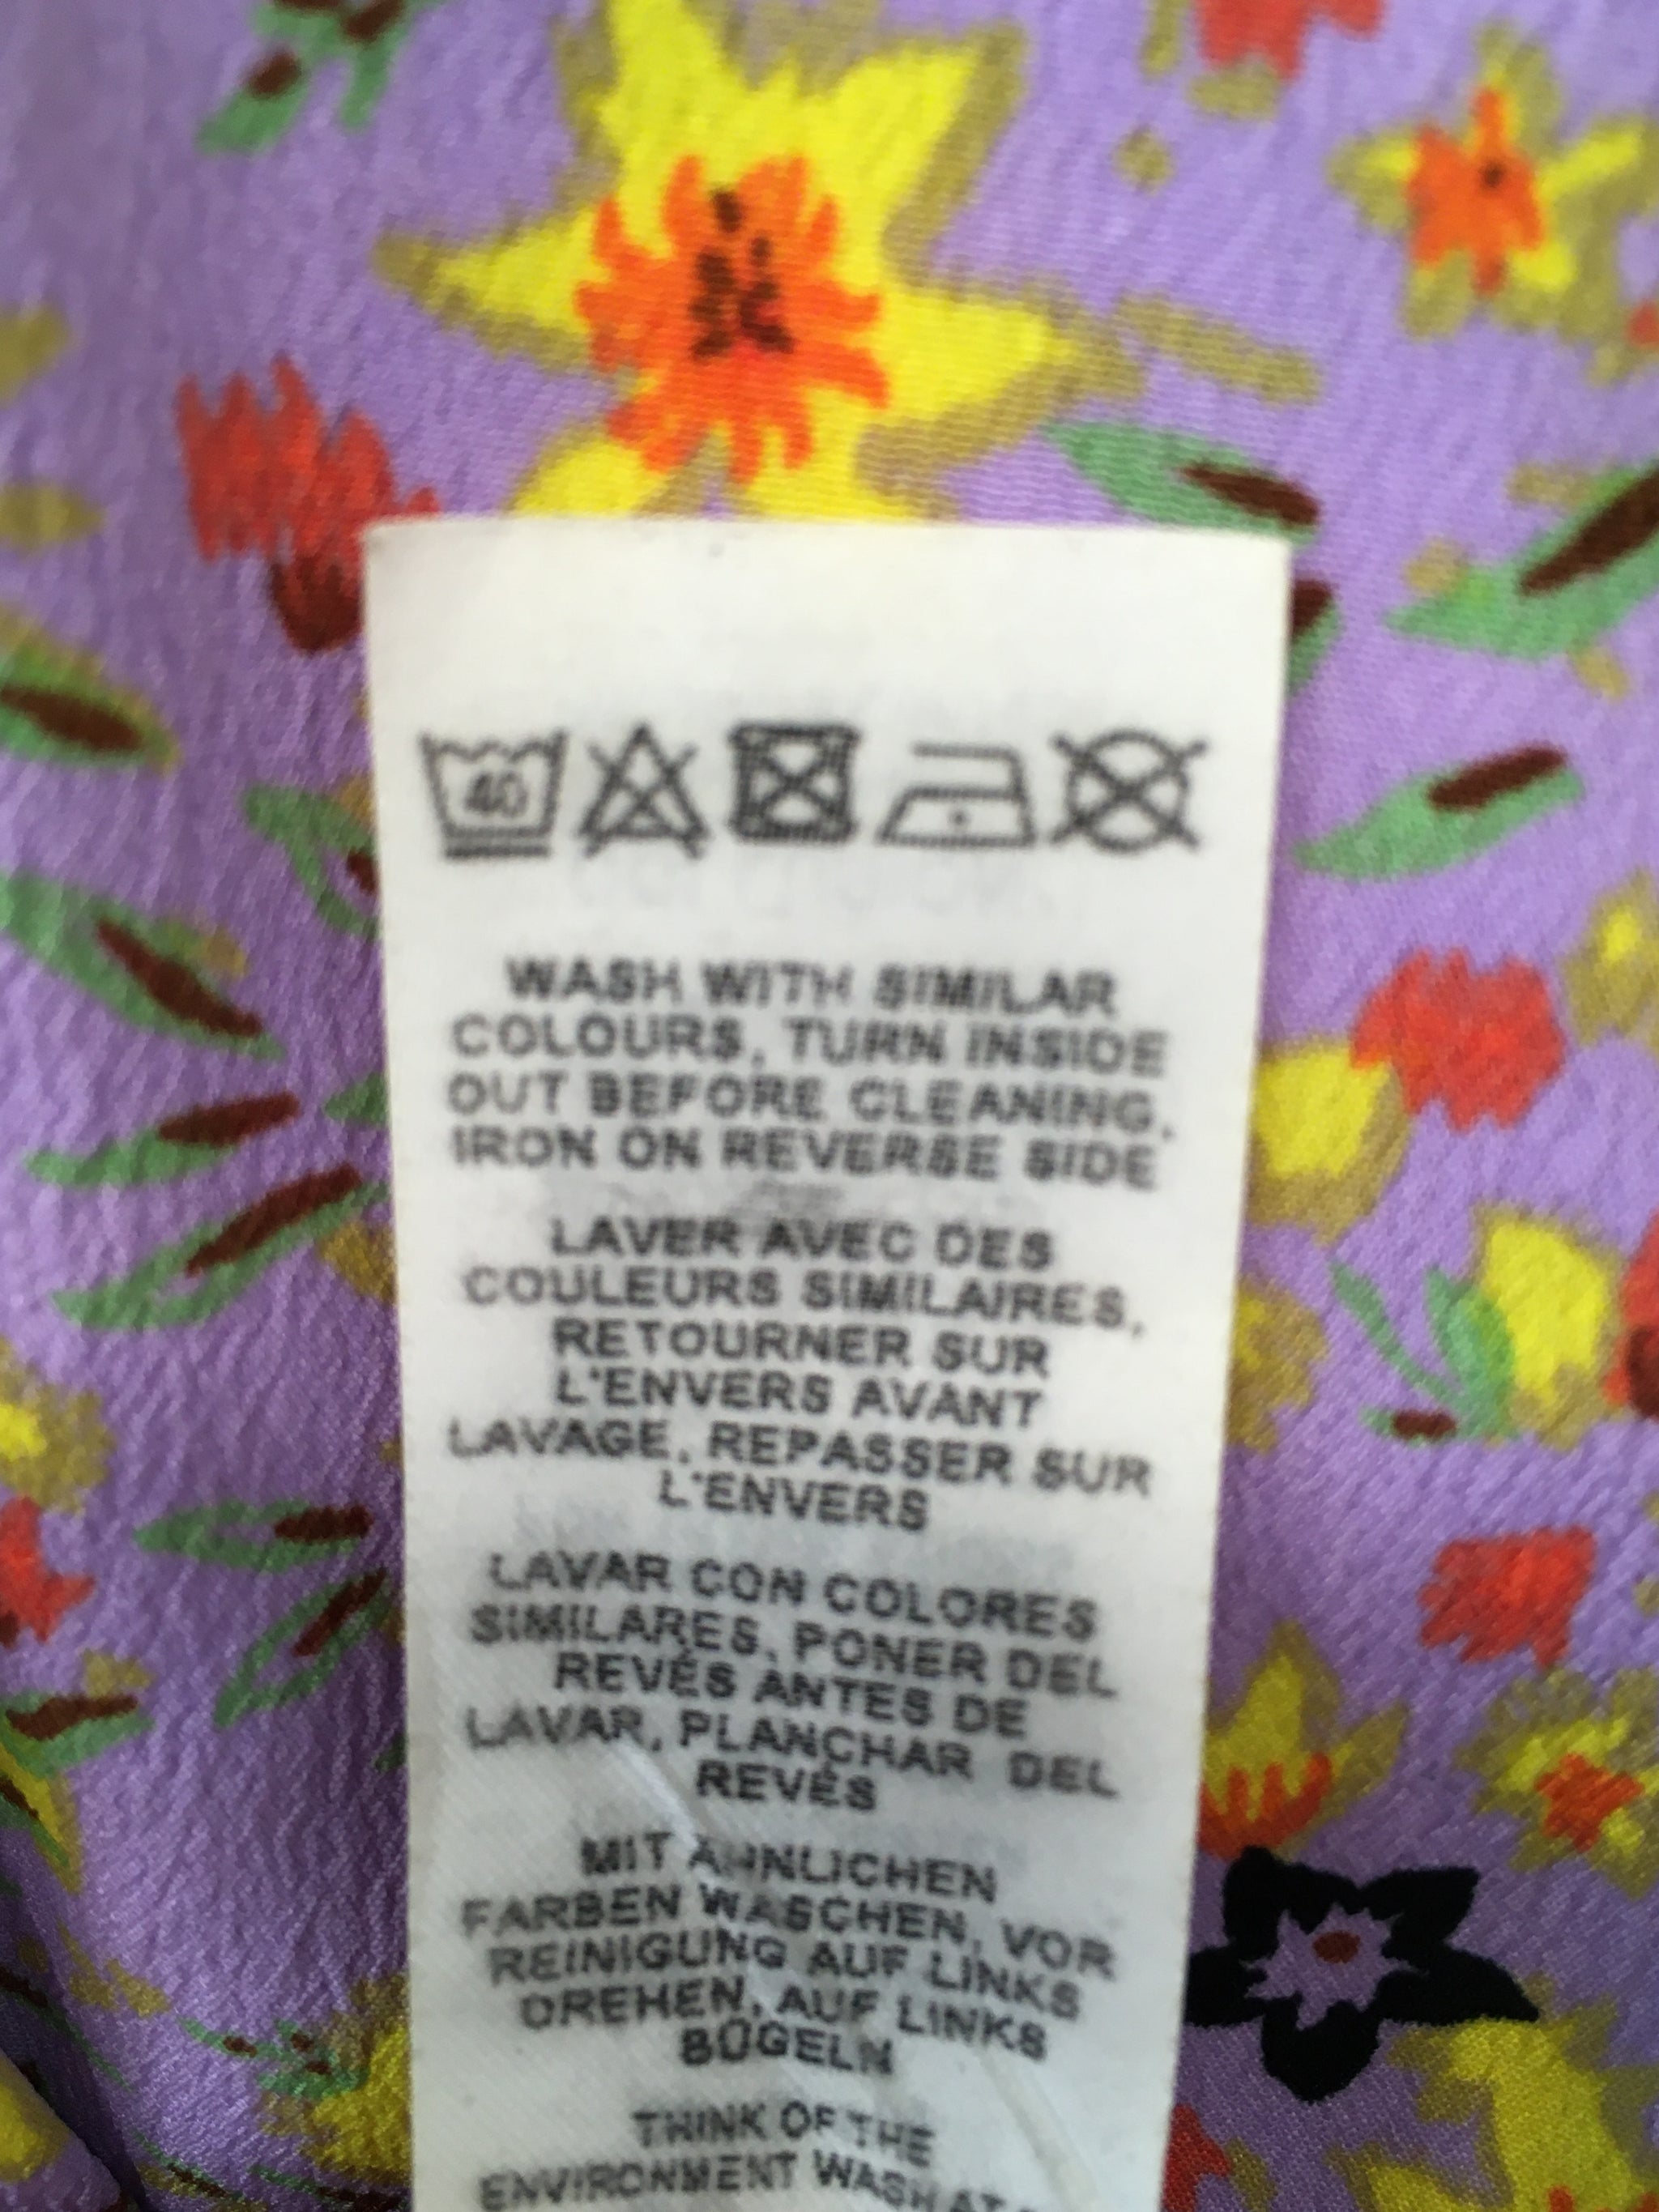 40
WASH WITH SIMILAR
COLOURS, TURN INSIDE
OUT BEFORE CLEANING,
IRON ON REVERSE SIDE
LAVER AVEC DES
COULEURS SIMILAIRES,
RETOURNER SUR
L'ENVERS AVANT
LAVAGE, REPASSER SUR
L'ENVERS
LAVAR CON COLORES
SIMILARES, PONER DEL
REVÉS ANTES DE
LAVAR, PLANCHAR DEL
REVÉS
MIT ÄHNLICHEN
FARBEN WASCHEN, VOR
REINIGUNG AUF LINKS
DREHEN, AUF LINKS
BÜGELN
THINK OF THE
ENVIRONMENT WASH AT